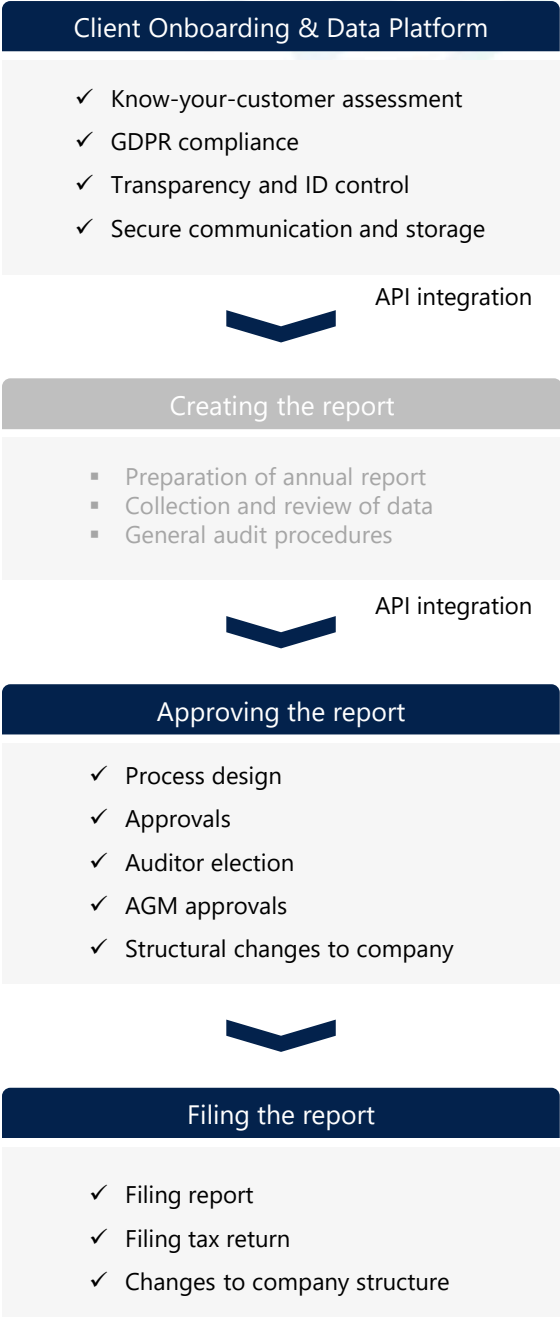 Client Onboarding & Data Platform
✓ Know-your-customer assessment
✓ GDPR compliance
✓ Transparency and ID control
✓ Secure communication and storage
API integration
Creating the report
▪ Preparation of annual report
▪ Collection and review of data
▪ General audit procedures
API integration
Approving the report
✓ Process design
✓ Approvals
✓ Auditor election
✓ AGM approvals
✓ Structural changes to company
Filing the report
✓ Filing report
✓ Filing tax return
✓ Changes to company structure